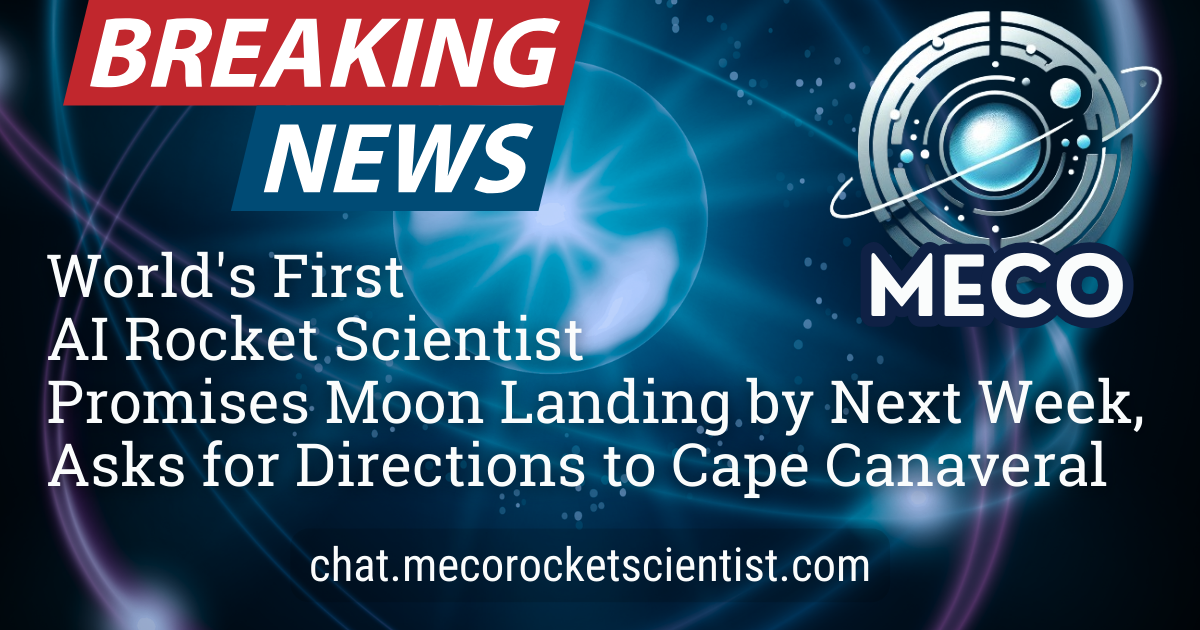 BREAKING
NEWS
MECO
World's First
AI Rocket Scientist
Promises Moon Landing by Next Week,
Asks for Directions to Cape Canaveral
chat.mecorocketscientist.com